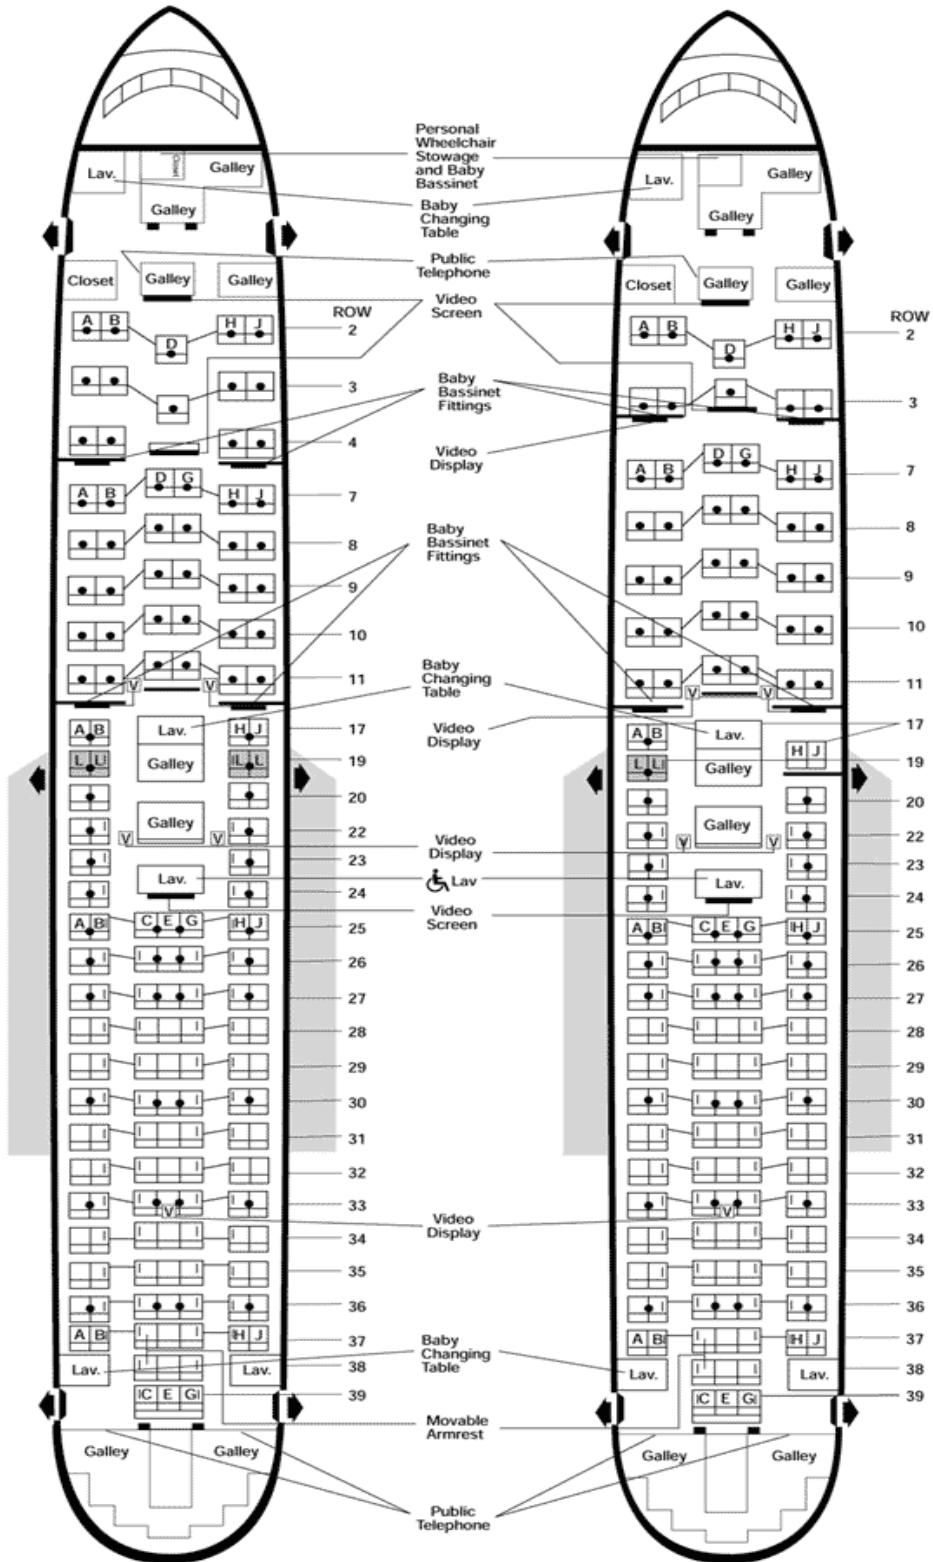 Personal
Wheelchair
Stowage
and Baby
Bassinet
Lav.
Closet
Galley
Galley
Lav.
Galley
Galley
Baby
Changing
Table
Public
Telephone
Closet
Galley
Galley
Closet
Galley
Galley
Video
Screen
ROW
ROW
A B D H J 2
A B D H J 2
3
3
Baby
Bassinet
Fittings
4
Video
Display
A B D G H J 7
A B D G H J 7
Baby
Bassinet
Fittings
8
8
9
9
10
10
11
11
V V
V V
Baby
Changing
Table
A B Lav. H J 17
A B Lav. H J 17
Video
Display
L L Galley L L 19
L L Galley 19
20
20
Galley
Galley
22
22
V V
V V
Video
Display
23
23
Lav.
Lav
Lav.
24
24
Video
Screen
A B C E G H J 25
A B C E G H J 25
26
26
27
27
28
28
29
29
30
30
31
31
32
32
33
33
V
V
Video
Display
34
34
35
35
36
36
A B H J 37
A B H J 37
Baby
Changing
Table
Lav. Lav. 38
Lav. Lav. 38
C E G 39
C E G 39
Movable
Armrest
Galley Galley
Galley Galley
Public
Telephone